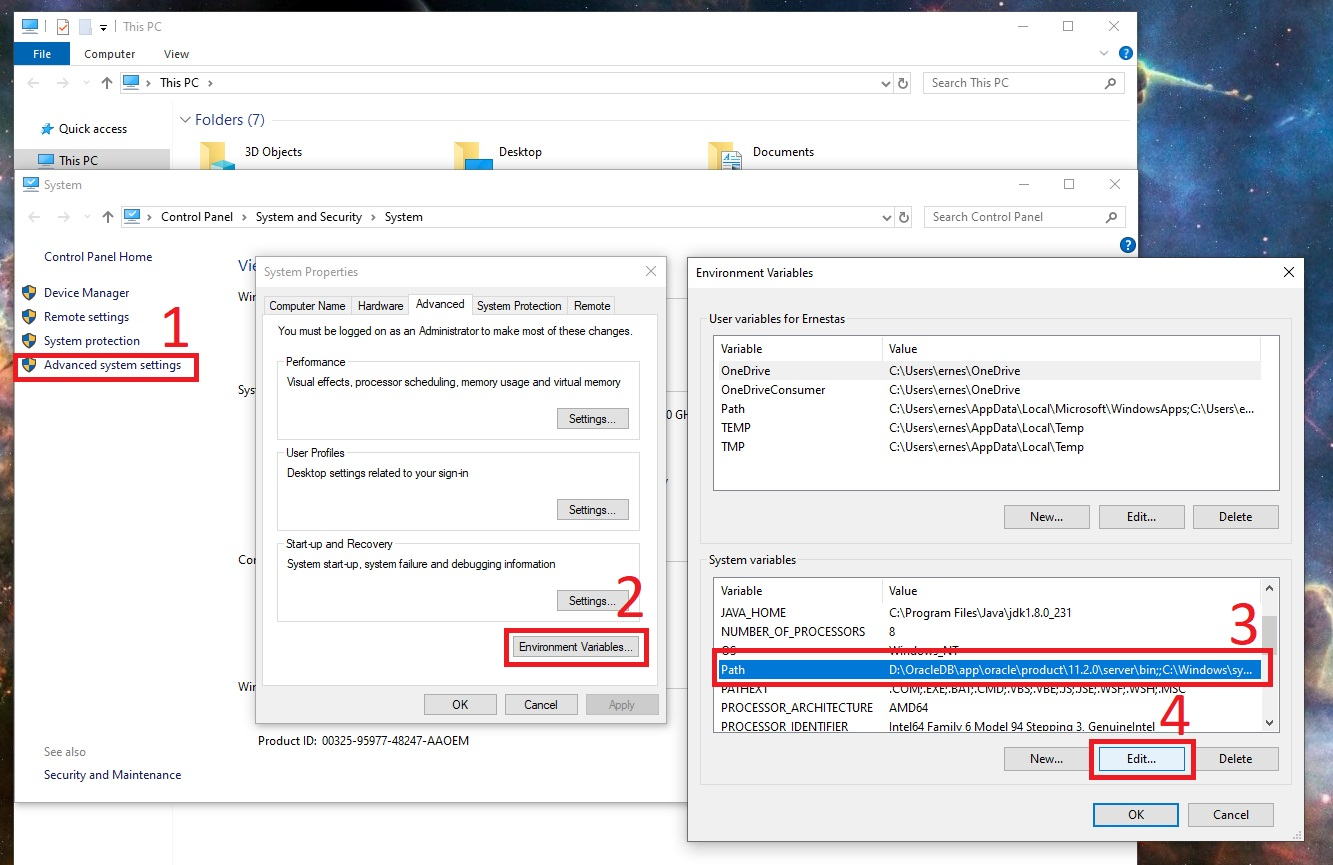 This PC
File Computer View
This PC
Search This PC
Quick access
This PC
Folders (7)
3D Objects
Desktop
Documents
System
Control Panel System and Security System
Search Control Panel
Control Panel Home
Device Manager
Remote settings
System protection
Advanced system settings
1
See also
Security and Maintenance
Product ID: 00325-95977-48247-AAOEM
System Properties
Computer Name Hardware Advanced System Protection Remote
You must be logged on as an Administrator to make most of these changes.
Performance
Visual effects, processor scheduling, memory usage and virtual memory
Settings...
User Profiles
Desktop settings related to your sign-in
Settings...
Start-up and Recovery
System start-up, system failure and debugging information
Settings...
2
Environment Variables...
OK Cancel Apply
Environment Variables
User variables for Ernestas
Variable Value
OneDrive C:\Users\ernes\OneDrive
OneDriveConsumer C:\Users\ernes\OneDrive
Path C:\Users\ernes\AppData\Local\Microsoft\WindowsApps;C:\Users\e...
TEMP C:\Users\ernes\AppData\Local\Temp
TMP C:\Users\ernes\AppData\Local\Temp
New... Edit... Delete
System variables
Variable Value
JAVA_HOME C:\Program Files\Java\jdk1.8.0_231
NUMBER_OF_PROCESSORS 8
3
OS Windows_NT
Path D:\OracleDB\app\oracle\product\11.2.0\server\bin;;C:\Windows\sy...
PATHEXT .COM;.EXE;.BAT;.CMD;.VBS;.VBE;.JS;.JSE;.WSF;.WSH;.MSC
PROCESSOR_ARCHITECTURE AMD64
PROCESSOR_IDENTIFIER Intel64 Family 6 Model 94 Stepping 3, GenuineIntel
4
New... Edit... Delete
OK Cancel